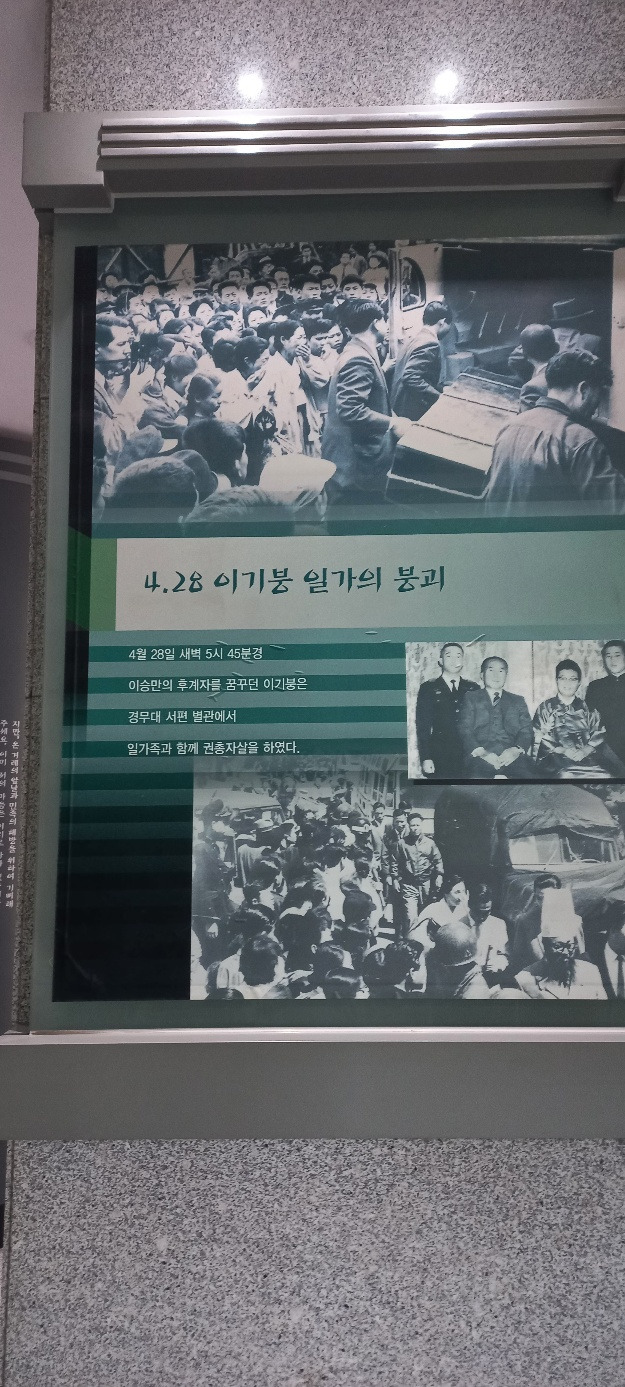 4.28 이기붕 일가의 붕괴
4월 28일 새벽 5시 45분경
이승만의 후계자를 꿈꾸던 이기붕은
경무대 서편 별관에서
일가족과 함께 권총자살을 하였다.